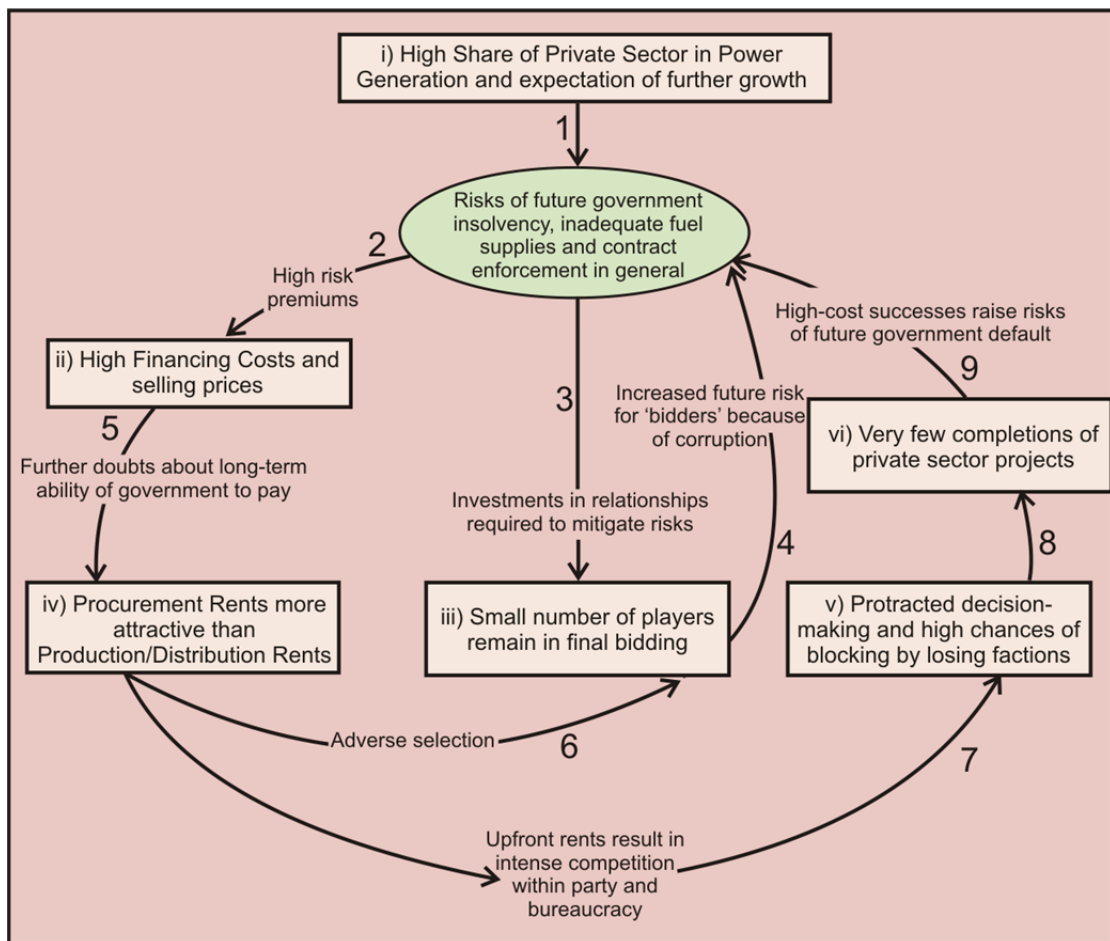 i) High Share of Private Sector in Power
Generation and expectation of further growth
1
Risks of future government
insolvency, inadequate fuel
supplies and contract
enforcement in general
2
High risk
premiums
ii) High Financing Costs and
selling prices
5
Further doubts about long-term
ability of government to pay
iv) Procurement Rents more
attractive than
Production/Distribution Rents
3
Investments in relationships
required to mitigate risks
iii) Small number of players
remain in final bidding
Increased future risk
for ‘bidders’ because
of corruption
4
High-cost successes raise risks
of future government default
9
vi) Very few completions of
private sector projects
8
v) Protracted decision-
making and high chances of
blocking by losing factions
Adverse selection
6
7
Upfront rents result in
intense competition
within party and
bureaucracy